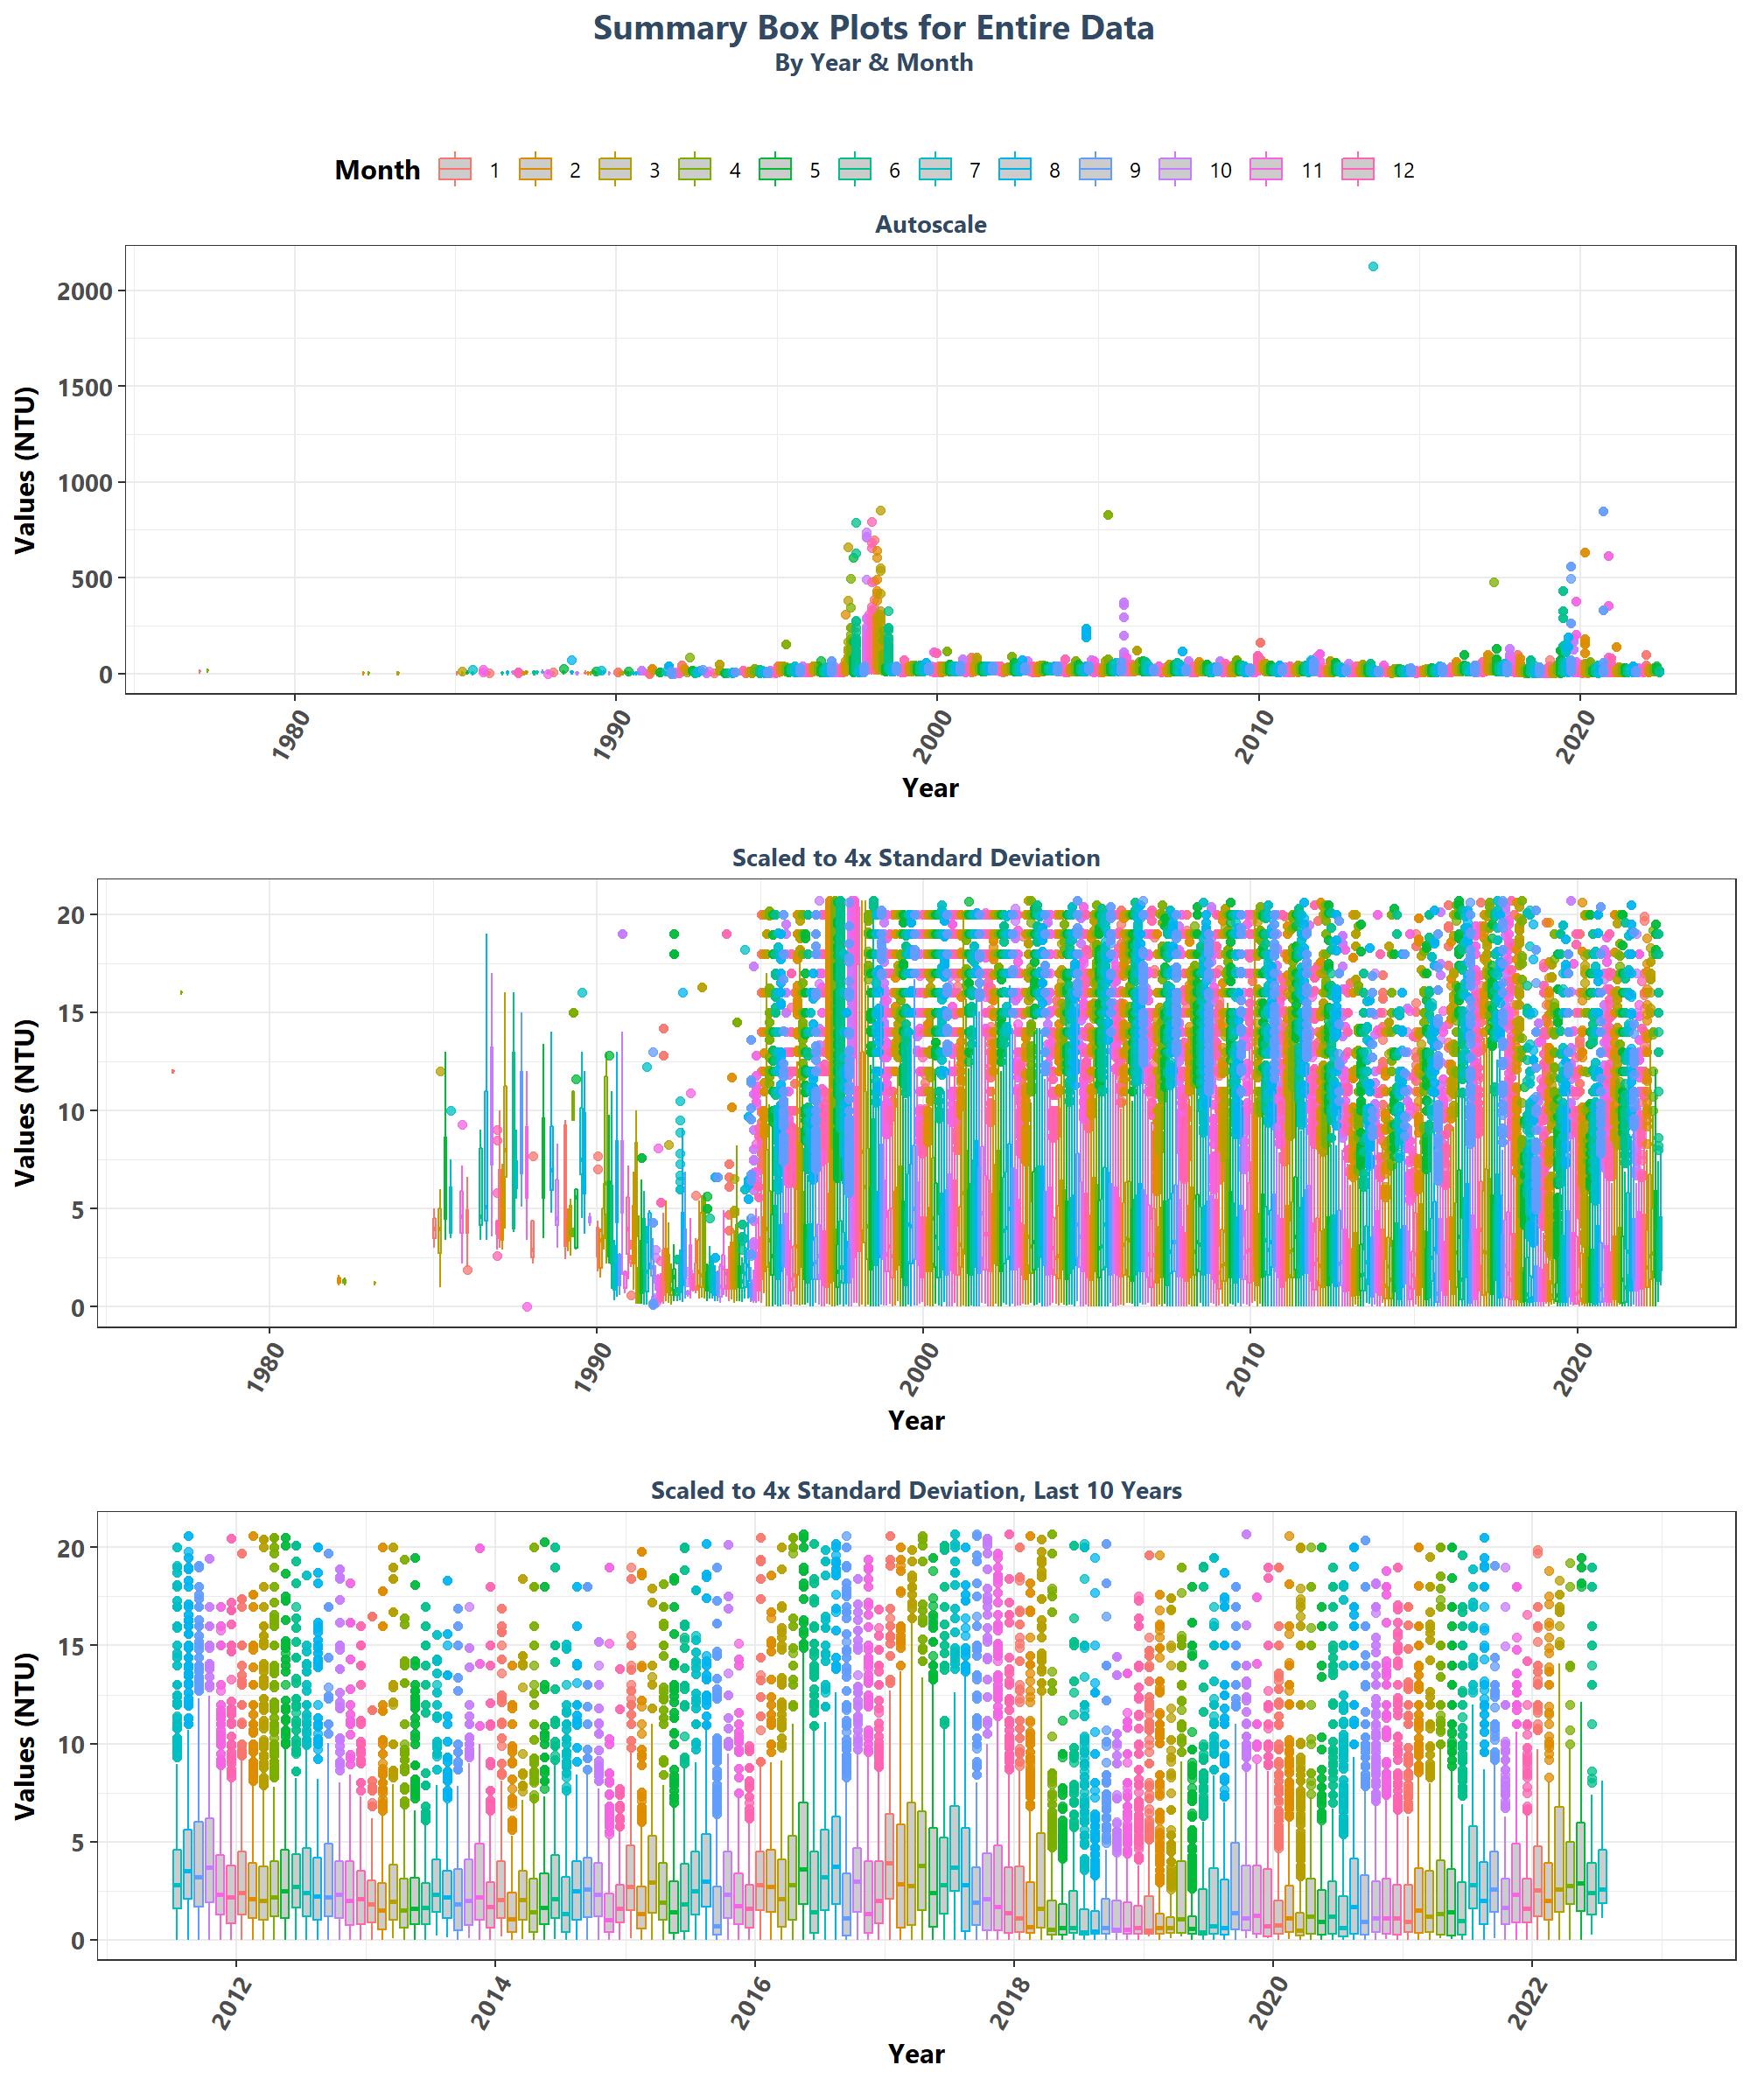 Summary Box Plots for Entire Data
By Year & Month
Month 1 2 3 4 5 6 7 8 9 10 11 12
Autoscale
Values (NTU)
2000
1500
1000
500
0
1980 1990 2000 2010 2020
Year
Scaled to 4x Standard Deviation
Values (NTU)
20
15
10
5
0
1980 1990 2000 2010 2020
Year
Scaled to 4x Standard Deviation, Last 10 Years
Values (NTU)
20
15
10
5
0
2012 2014 2016 2018 2020 2022
Year